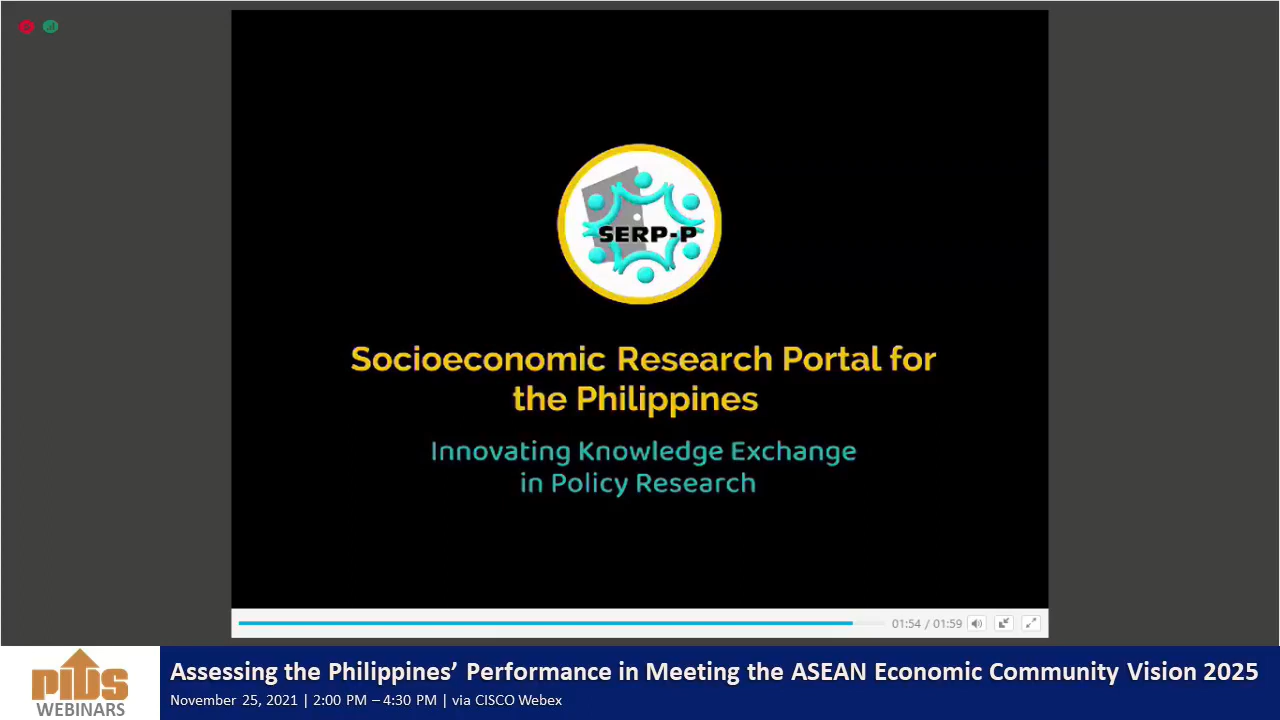 SERP-P
Socioeconomic Research Portal for
the Philippines
Innovating Knowledge Exchange
in Policy Research
01:54 / 01:59
PIDS
WEBINARS
Assessing the Philippines’ Performance in Meeting the ASEAN Economic Community Vision 2025
November 25, 2021 | 2:00 PM – 4:30 PM | via CISCO Webex